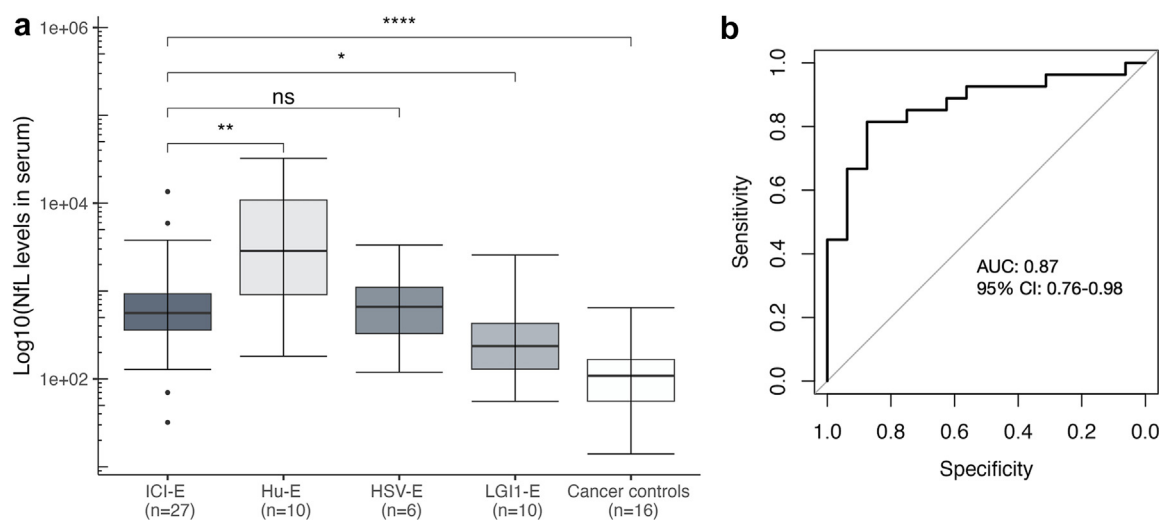 a
Log10(NfL levels in serum)
1e+06
1e+04
1e+02
****
*
ns
**
ICI-E
(n=27)
Hu-E
(n=10)
HSV-E
(n=6)
LGI1-E
(n=10)
Cancer controls
(n=16)
b
Sensitivity
1.0
0.8
0.6
0.4
0.2
0.0
AUC: 0.87
95% CI: 0.76-0.98
1.0 0.8 0.6 0.4 0.2 0.0
Specificity